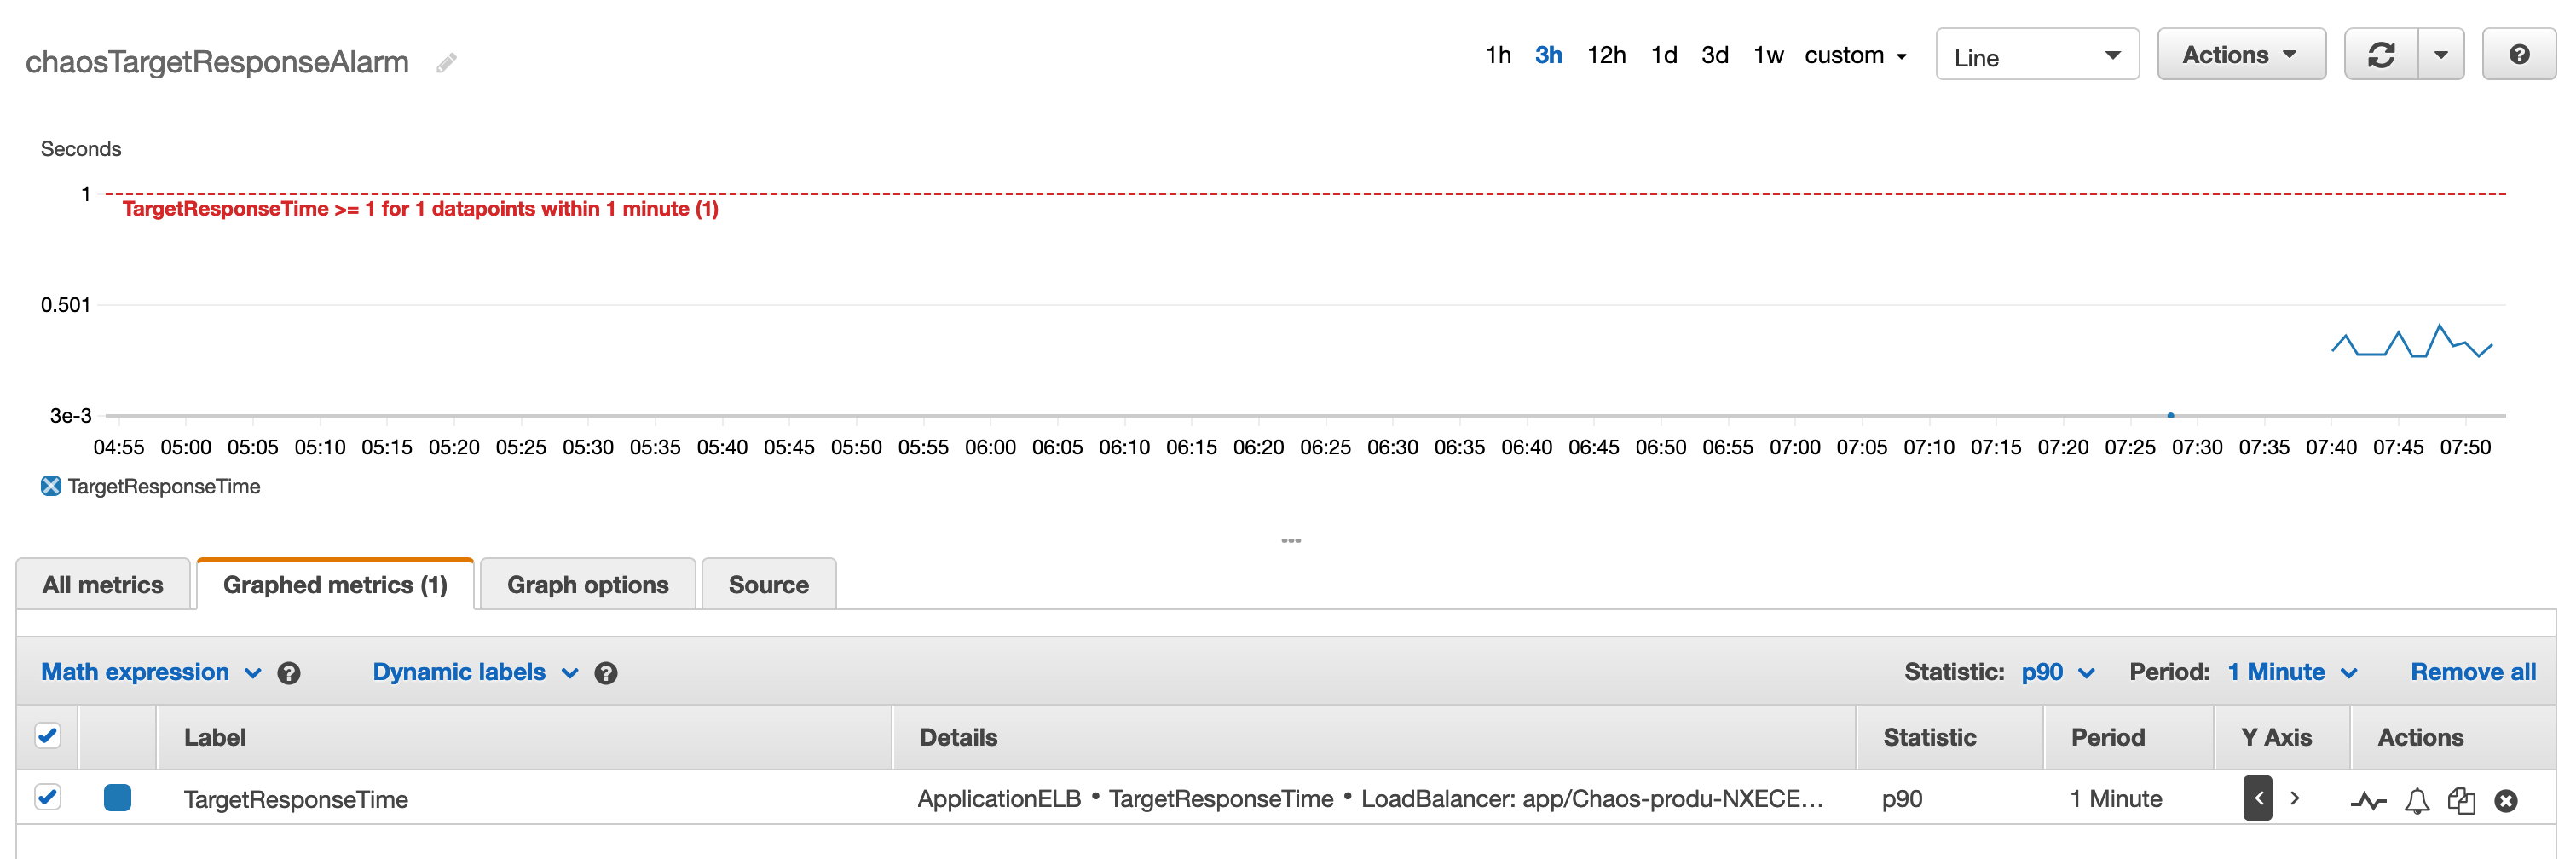 chaosTargetResponseAlarm
1h 3h 12h 1d 3d 1w custom Line Actions
Seconds
1
TargetResponseTime >= 1 for 1 datapoints within 1 minute (1)
0.501
3e-3
04:55 05:00 05:05 05:10 05:15 05:20 05:25 05:30 05:35 05:40 05:45 05:50 05:55 06:00 06:05 06:10 06:15 06:20 06:25 06:30 06:35 06:40 06:45 06:50 06:55 07:00 07:05 07:10 07:15 07:20 07:25 07:30 07:35 07:40 07:45 07:50
TargetResponseTime
All metrics Graphed metrics (1) Graph options Source
Math expression Dynamic labels Statistic: p90 Period: 1 Minute Remove all
Label Details Statistic Period Y Axis Actions
TargetResponseTime ApplicationELB • TargetResponseTime • LoadBalancer: app/Chaos-produ-NXECE... p90 1 Minute